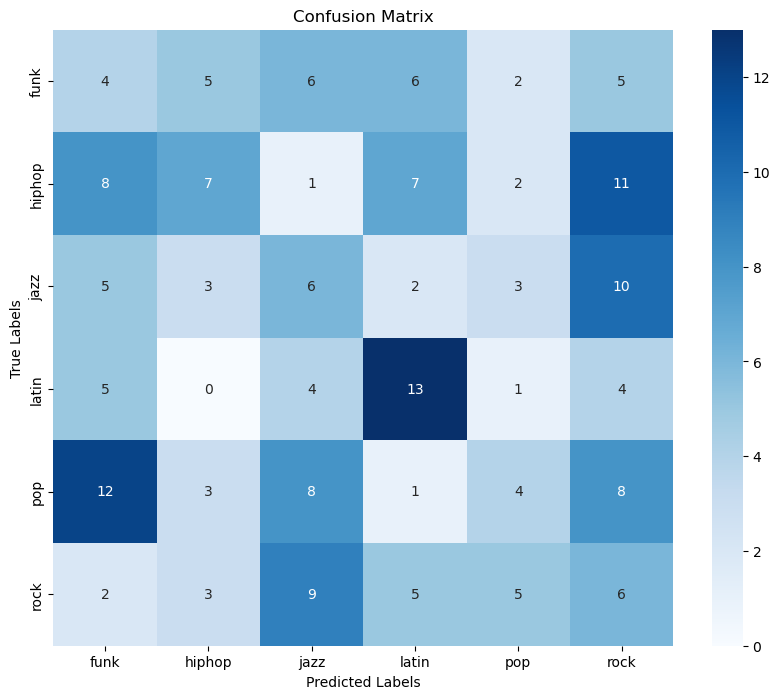 Confusion Matrix
funk 4 5 6 6 2 5
hiphop 8 7 1 7 2 11
jazz 5 3 6 2 3 10
latin 5 0 4 13 1 4
pop 12 3 8 1 4 8
rock 2 3 9 5 5 6
funk hiphop jazz latin pop rock
True Labels
Predicted Labels
12
10
8
6
4
2
0